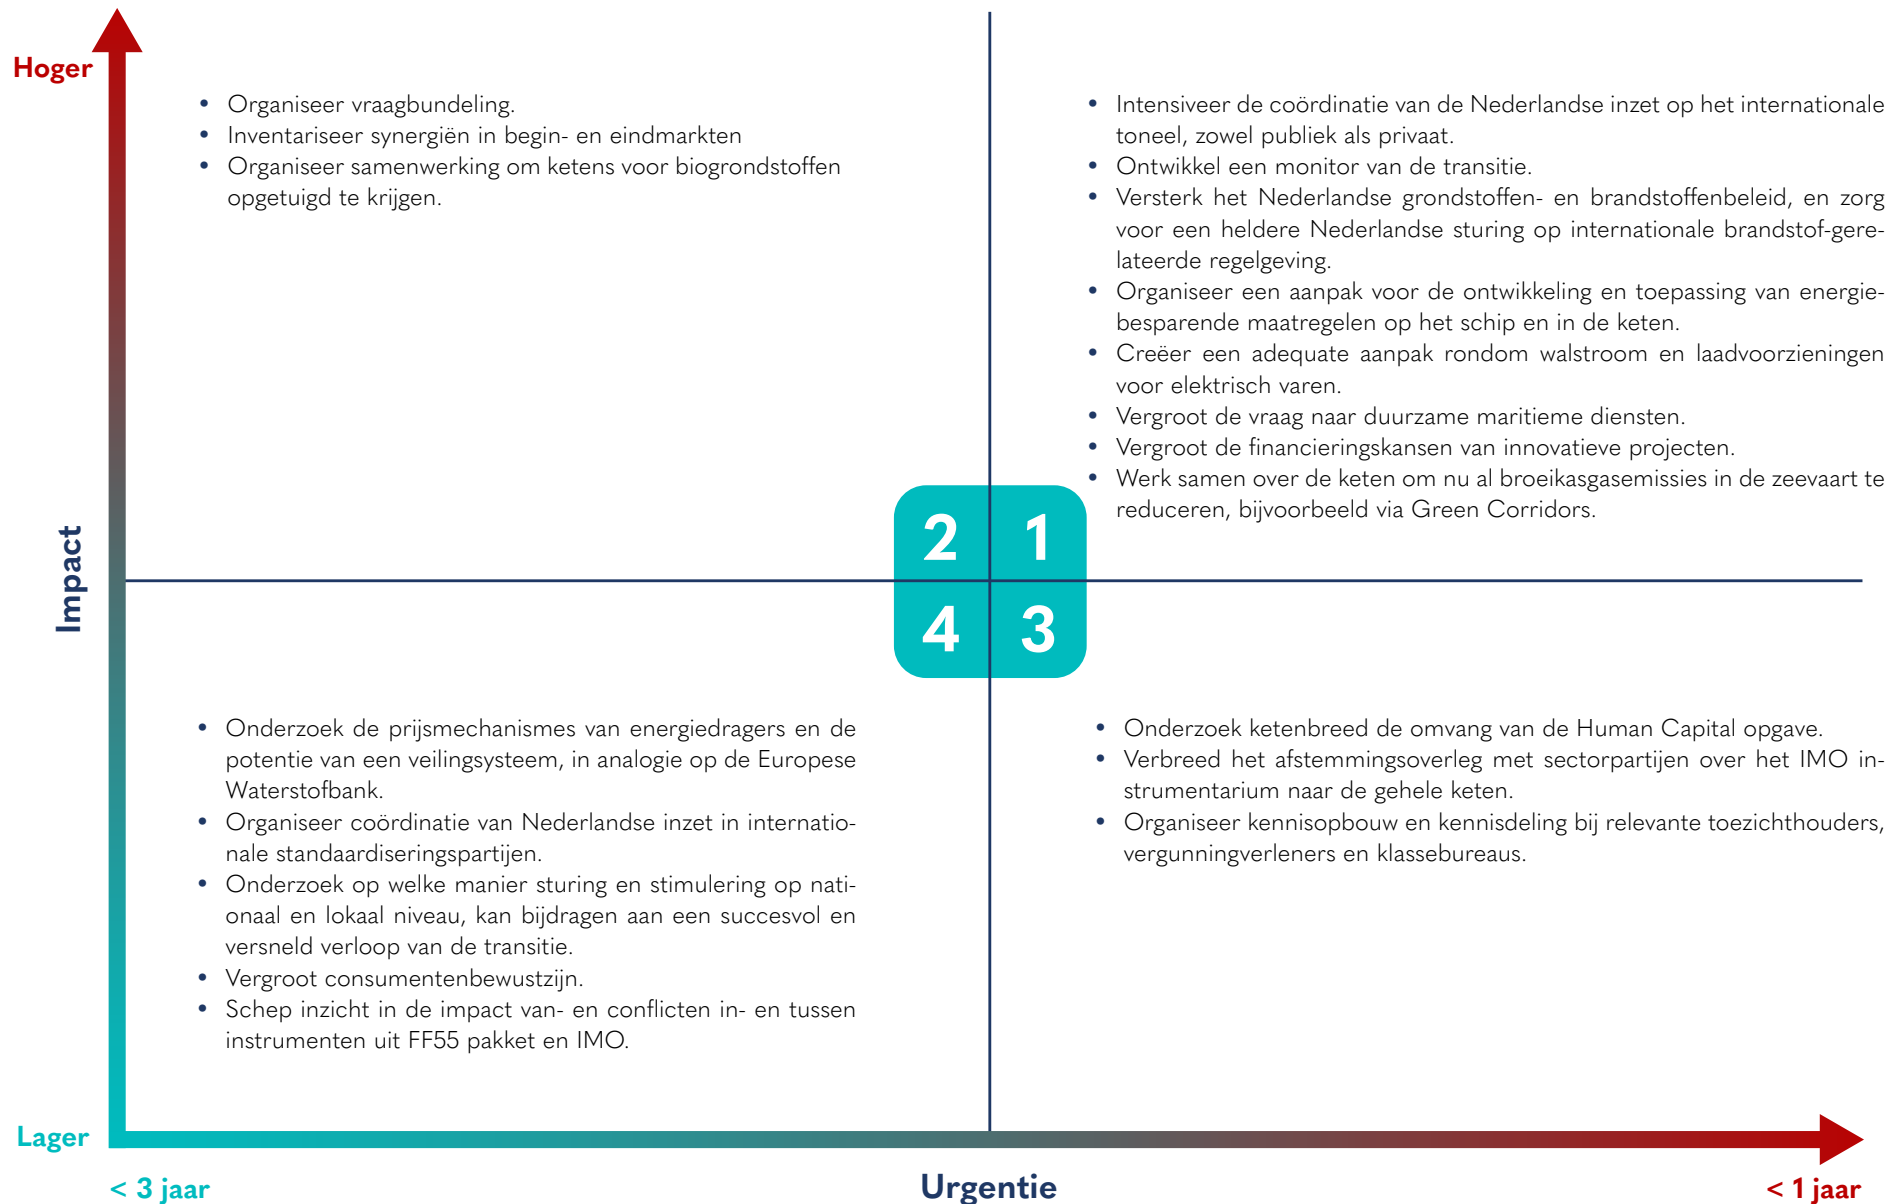 Hoger
• Organiseer vraagbundeling.
• Inventariseer synergiën in begin- en eindmarkten
• Organiseer samenwerking om ketens voor biogrondstoffen
opgetuigd te krijgen.
• Intensiveer de coördinatie van de Nederlandse inzet op het internationale
toneel, zowel publiek als privaat.
• Ontwikkel een monitor van de transitie.
• Versterk het Nederlandse grondstoffen- en brandstoffenbeleid, en zorg
voor een heldere Nederlandse sturing op internationale brandstof-gere-
lateerde regelgeving.
• Organiseer een aanpak voor de ontwikkeling en toepassing van energie-
besparende maatregelen op het schip en in de keten.
• Creëer een adequate aanpak rondom walstroom en laadvoorzieningen
voor elektrisch varen.
• Vergroot de vraag naar duurzame maritieme diensten.
• Vergroot de financieringskansen van innovatieve projecten.
• Werk samen over de keten om nu al broeikasgasemissies in de zeevaart te
reduceren, bijvoorbeeld via Green Corridors.
2 1
Impact
4 3
• Onderzoek de prijsmechanismes van energiedragers en de
potentie van een veilingsysteem, in analogie op de Europese
Waterstofbank.
• Organiseer coördinatie van Nederlandse inzet in internatio-
nale standaardiseringspartijen.
• Onderzoek op welke manier sturing en stimulering op nati-
onaal en lokaal niveau, kan bijdragen aan een succesvol en
versneld verloop van de transitie.
• Vergroot consumentenbewustzijn.
• Schep inzicht in de impact van- en conflicten in- en tussen
instrumenten uit FF55 pakket en IMO.
• Onderzoek ketenbreed de omvang van de Human Capital opgave.
• Verbreed het afstemmingsoverleg met sectorpartijen over het IMO in-
strumentarium naar de gehele keten.
• Organiseer kennisopbouw en kennisdeling bij relevante toezichthouders,
vergunningverleners en klassebureaus.
Lager
< 3 jaar
Urgentie
< 1 jaar